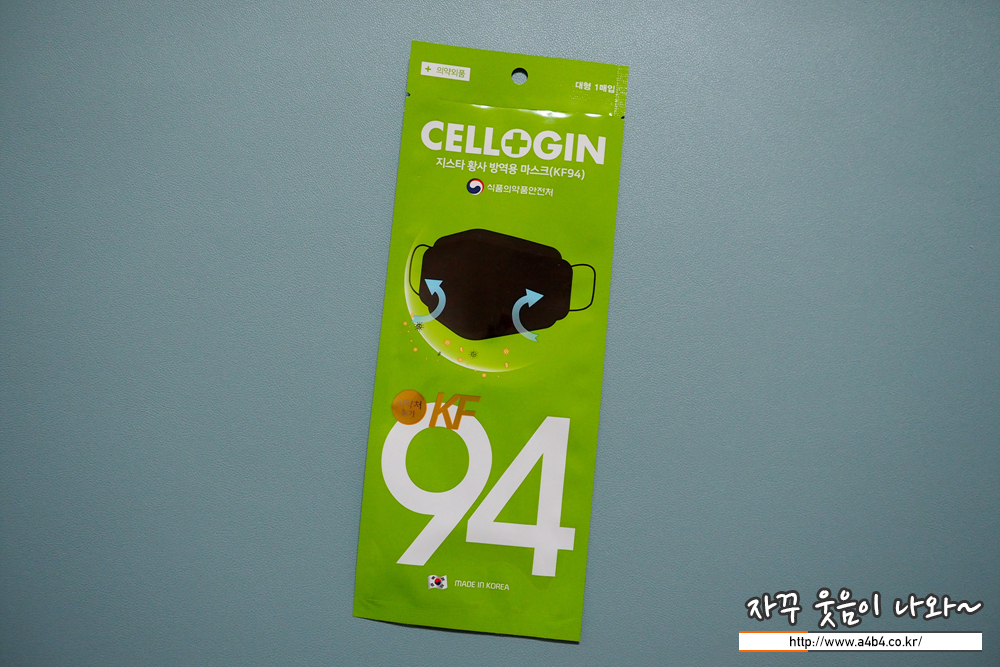 + 의약외품
대형 1매입
CELLOGIN
지스타 황사 방역용 마스크(KF94)
식품의약품안전처
KF
94
MADE IN KOREA
자꾸 웃음이 나와~
http://www.a4b4.co.kr/